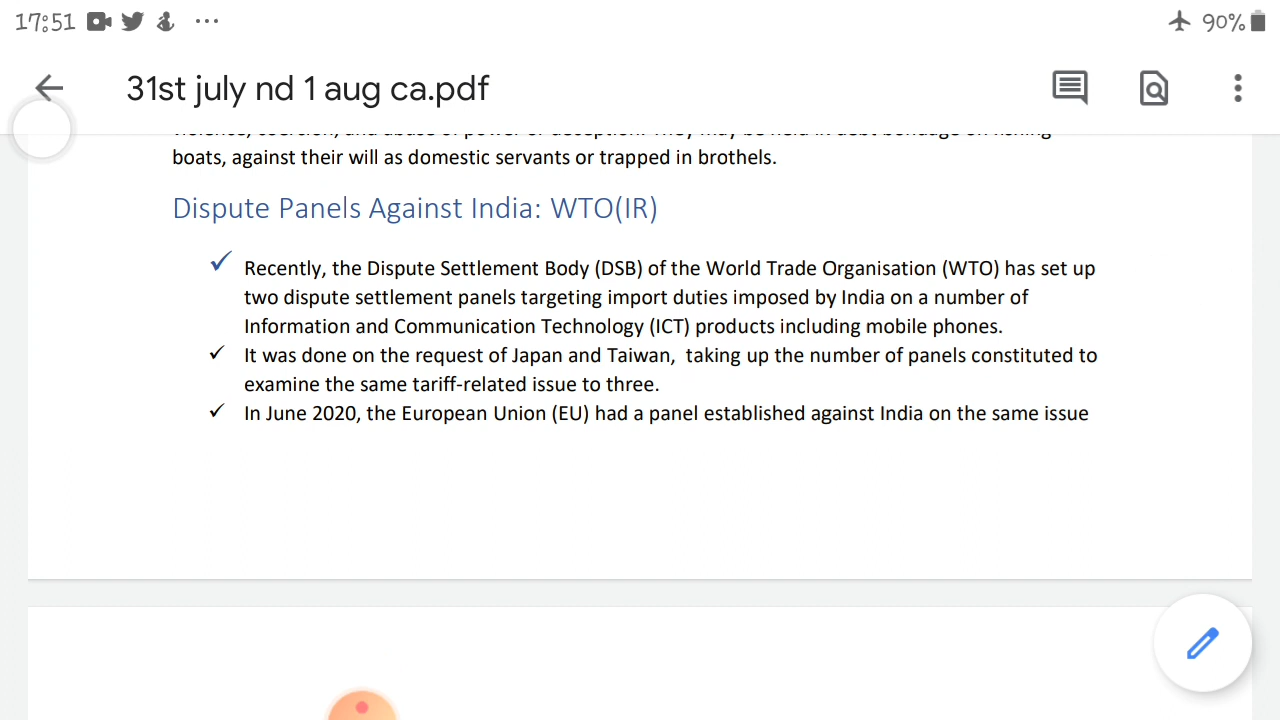 17:51
90%
31st july nd 1 aug ca.pdf
boats, against their will as domestic servants or trapped in brothels.
Dispute Panels Against India: WTO(IR)
Recently, the Dispute Settlement Body (DSB) of the World Trade Organisation (WTO) has set up
two dispute settlement panels targeting import duties imposed by India on a number of
Information and Communication Technology (ICT) products including mobile phones.
It was done on the request of Japan and Taiwan, taking up the number of panels constituted to
examine the same tariff-related issue to three.
In June 2020, the European Union (EU) had a panel established against India on the same issue